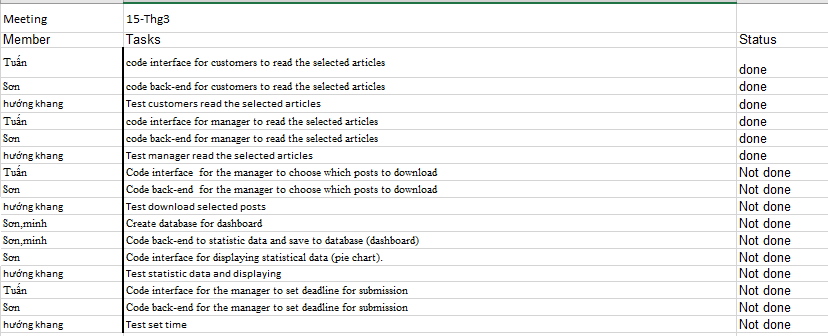 Meeting 15-Thg3
Member Tasks Status
Tuấn code interface for customers to read the selected articles done
Sơn code back-end for customers to read the selected articles done
hướng khang Test customers read the selected articles done
Tuấn code interface for manager to read the selected articles done
Sơn code back-end for manager to read the selected articles done
hướng khang Test manager read the selected articles done
Tuấn Code interface for the manager to choose which posts to download Not done
Sơn Code back-end for the manager to choose which posts to download Not done
hướng khang Test download selected posts Not done
Sơn,minh Create database for dashboard Not done
Sơn,minh Code back-end to statistic data and save to database (dashboard) Not done
Sơn Code interface for displaying statistical data (pie chart). Not done
hướng khang Test statistic data and displaying Not done
Tuấn Code interface for the manager to set deadline for submission Not done
Sơn Code back-end for the manager to set deadline for submission Not done
hướng khang Test set time Not done